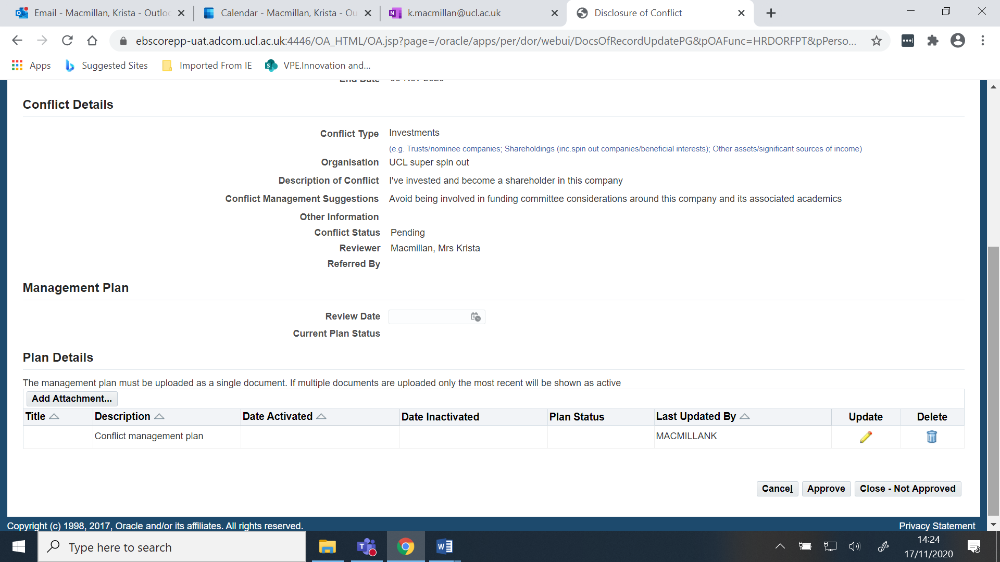 Email - Macmillan, Krista - Outloo
Calendar - Macmillan, Krista - Ou
k.macmillan@ucl.ac.uk
Disclosure of Conflict
ebscorepp-uat.adcom.ucl.ac.uk:4446/OA_HTML/OA.jsp?page=/oracle/apps/per/dor/webui/DocsOfRecordUpdatePG&pOAFunc=HRDORFPT&pPerso...
Apps
Suggested Sites
Imported From IE
VPE.Innovation and...
End Date
Conflict Details
Conflict Type Investments
(e.g. Trusts/nominee companies; Shareholdings (inc.spin out companies/beneficial interests); Other assets/significant sources of income)
Organisation UCL super spin out
Description of Conflict I've invested and become a shareholder in this company
Conflict Management Suggestions Avoid being involved in funding committee considerations around this company and its associated academics
Other Information
Conflict Status Pending
Reviewer Macmillan, Mrs Krista
Referred By
Management Plan
Review Date
Current Plan Status
Plan Details
The management plan must be uploaded as a single document. If multiple documents are uploaded only the most recent will be shown as active
Add Attachment...
Title Description Date Activated Date Inactivated Plan Status Last Updated By Update Delete
Conflict management plan MACMILLANK
Cancel Approve Close - Not Approved
Copyright (c) 1998, 2017, Oracle and/or its affiliates. All rights reserved.
Privacy Statement
Type here to search
14:24
17/11/2020